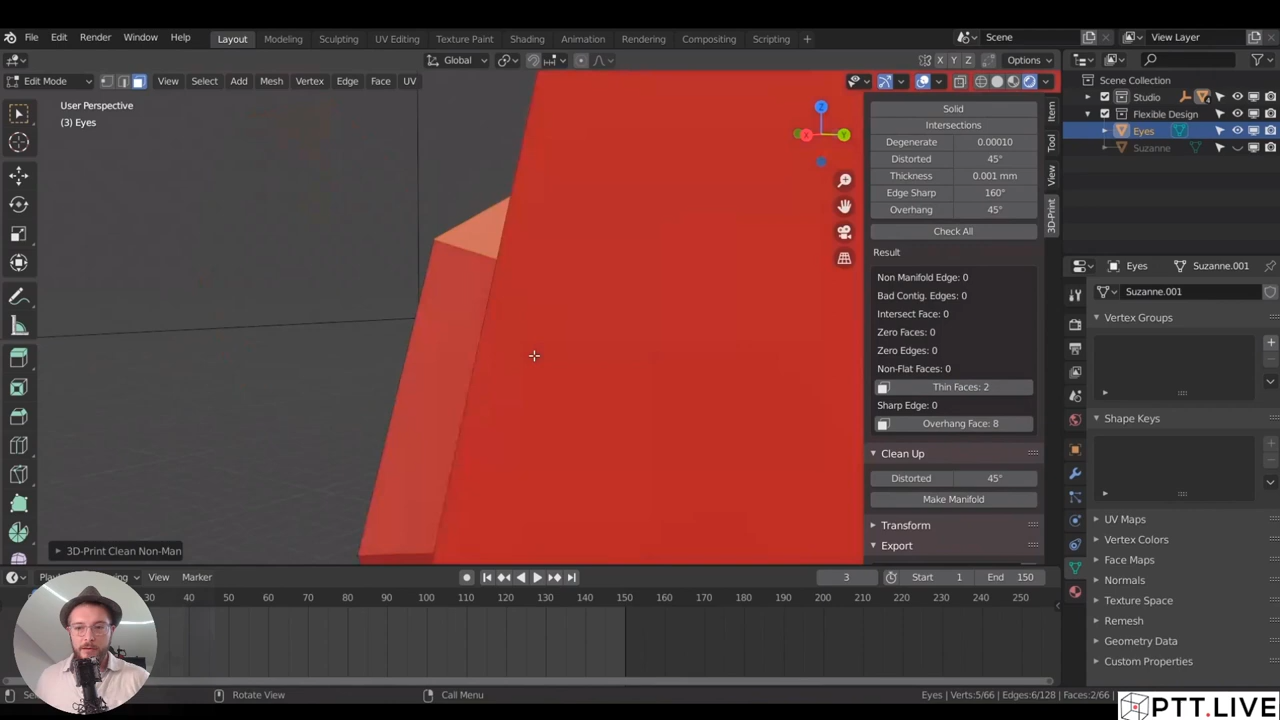 File Edit Render Window Help Layout Modeling Sculpting UV Editing Texture Paint Shading Animation Rendering Compositing Scripting + Scene View Layer
Global X Y Z Options
Edit Mode View Select Add Mesh Vertex Edge Face UV
Scene Collection
Studio 4
Flexible Design
Eyes
Suzanne
User Perspective
(3) Eyes
Z
X Y
Solid
Intersections
Degenerate 0.00010
Distorted 45°
Thickness 0.001 mm
Edge Sharp 160°
Overhang 45°
Check All
Result
Non Manifold Edge: 0
Bad Contig. Edges: 0
Intersect Face: 0
Zero Faces: 0
Zero Edges: 0
Non-Flat Faces: 0
Thin Faces: 2
Sharp Edge: 0
Overhang Face: 8
Clean Up
Distorted 45°
Make Manifold
Transform
Export
Item
Tool
View
3D-Print
Eyes Suzanne.001
Suzanne.001
Vertex Groups
Shape Keys
UV Maps
Vertex Colors
Face Maps
Normals
Texture Space
Remesh
Geometry Data
Custom Properties
3D-Print Clean Non-Man
View Marker 3 Start 1 End 150
50 60 70 80 90 100 110 120 130 140 150 160 170 180 190 200 210 220 230 240 250
Rotate View Call Menu Eyes | Verts:5/66 | Edges:6/128 | Faces:2/66
PTT.LIVE